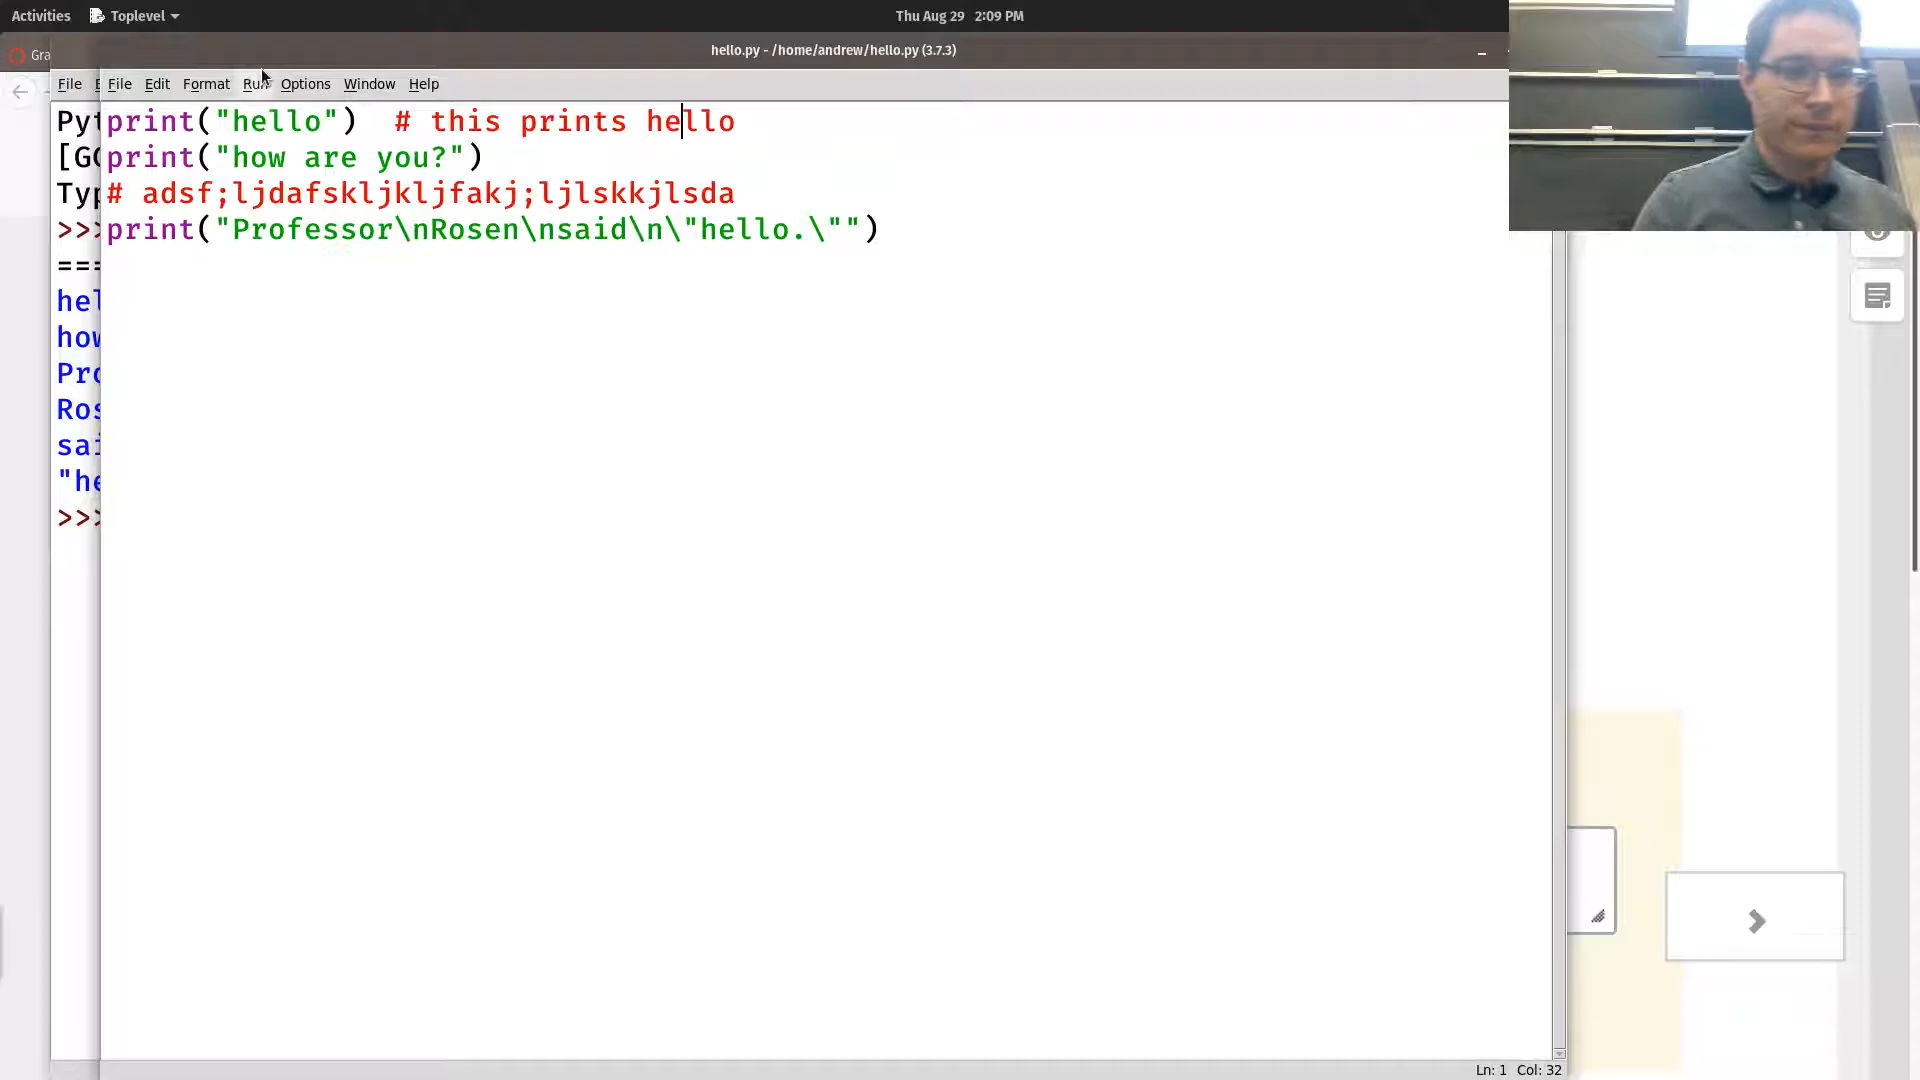 Activities Toplevel Thu Aug 29 2:09 PM
Gra
hello.py - /home/andrew/hello.py (3.7.3)
File E
File Edit Format Run Options Window Help
Pyt
print("hello")  # this prints hello
[GC
print("how are you?")
Typ
# adsf;ljdafskljkljfakj;ljlskkjlsda
>>>
print("Professor\nRosen\nsaid\n\"hello.\"")
===
hel
how
Pro
Ros
sai
"he
>>>
Ln: 1 Col: 32